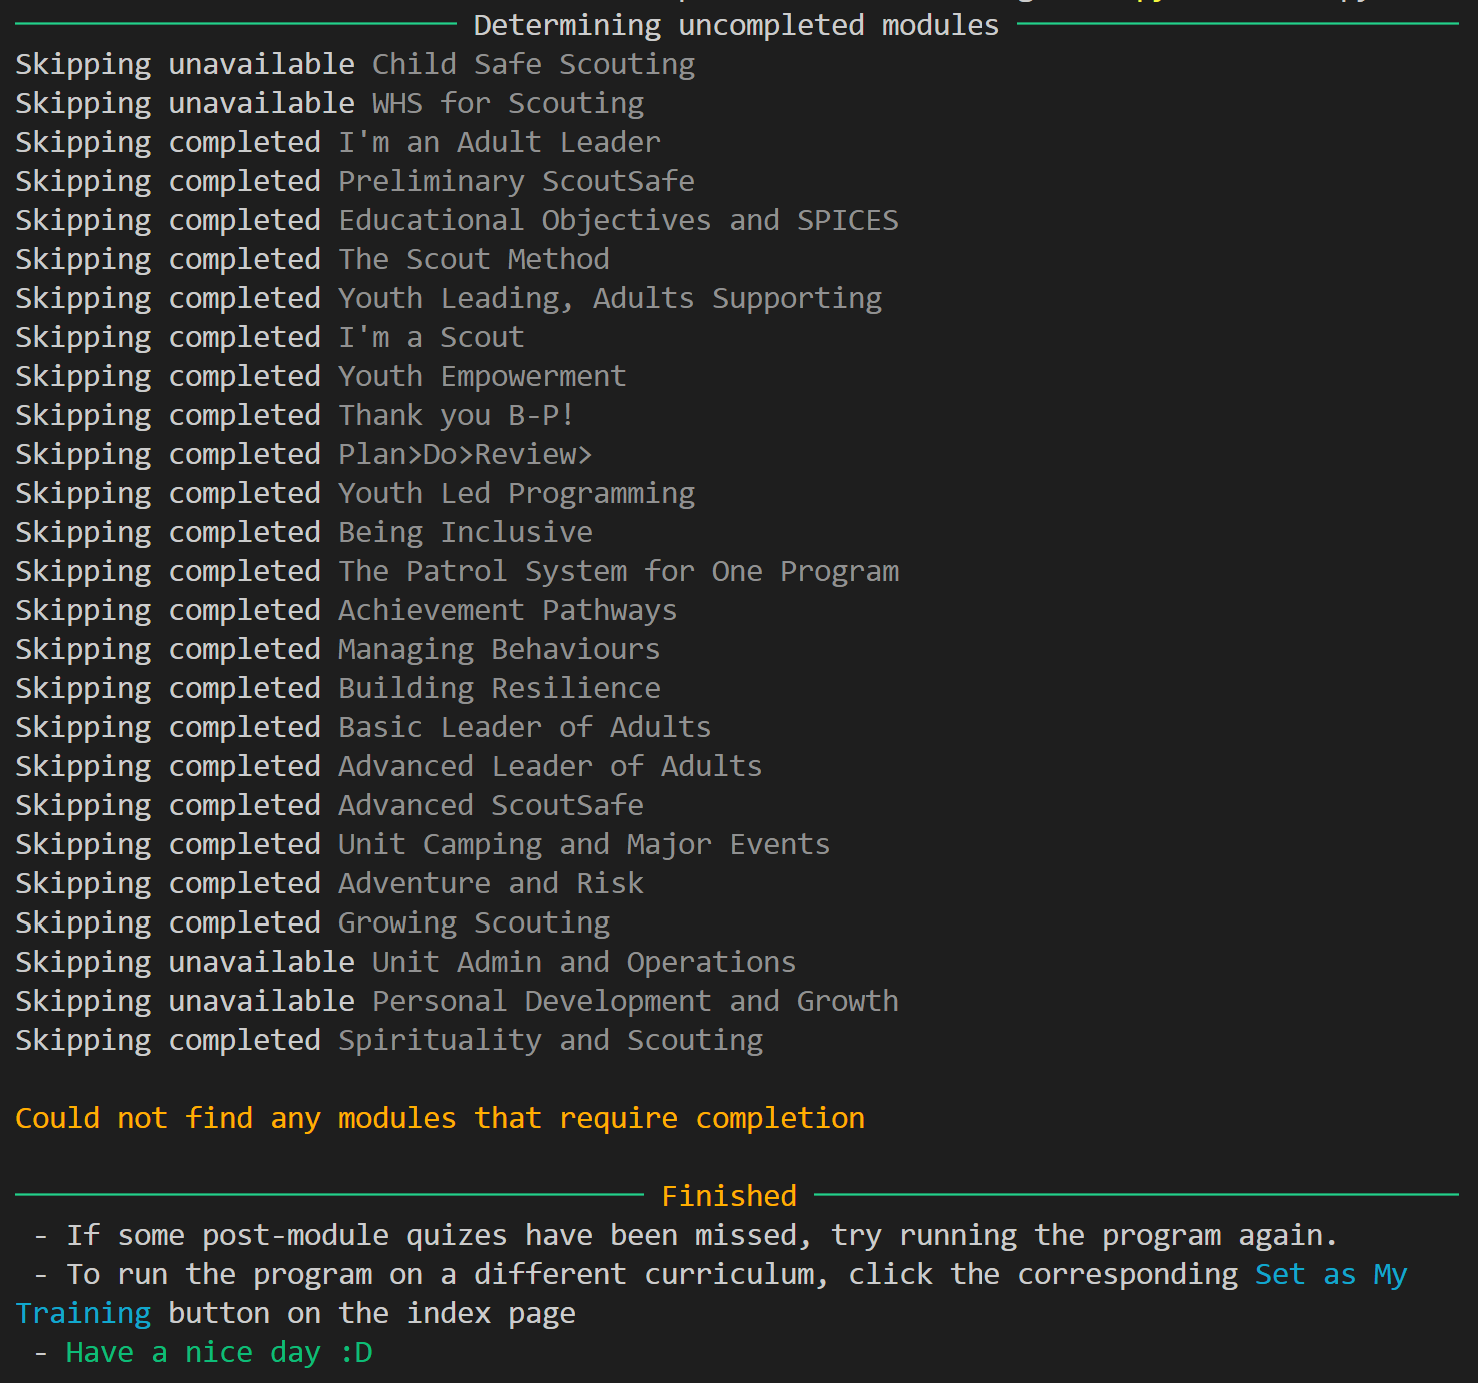 Determining uncompleted modules
Skipping unavailable Child Safe Scouting
Skipping unavailable WHS for Scouting
Skipping completed I'm an Adult Leader
Skipping completed Preliminary ScoutSafe
Skipping completed Educational Objectives and SPICES
Skipping completed The Scout Method
Skipping completed Youth Leading, Adults Supporting
Skipping completed I'm a Scout
Skipping completed Youth Empowerment
Skipping completed Thank you B-P!
Skipping completed Plan>Do>Review>
Skipping completed Youth Led Programming
Skipping completed Being Inclusive
Skipping completed The Patrol System for One Program
Skipping completed Achievement Pathways
Skipping completed Managing Behaviours
Skipping completed Building Resilience
Skipping completed Basic Leader of Adults
Skipping completed Advanced Leader of Adults
Skipping completed Advanced ScoutSafe
Skipping completed Unit Camping and Major Events
Skipping completed Adventure and Risk
Skipping completed Growing Scouting
Skipping unavailable Unit Admin and Operations
Skipping unavailable Personal Development and Growth
Skipping completed Spirituality and Scouting
Could not find any modules that require completion
Finished
- If some post-module quizes have been missed, try running the program again.
- To run the program on a different curriculum, click the corresponding Set as My
Training button on the index page
- Have a nice day :D